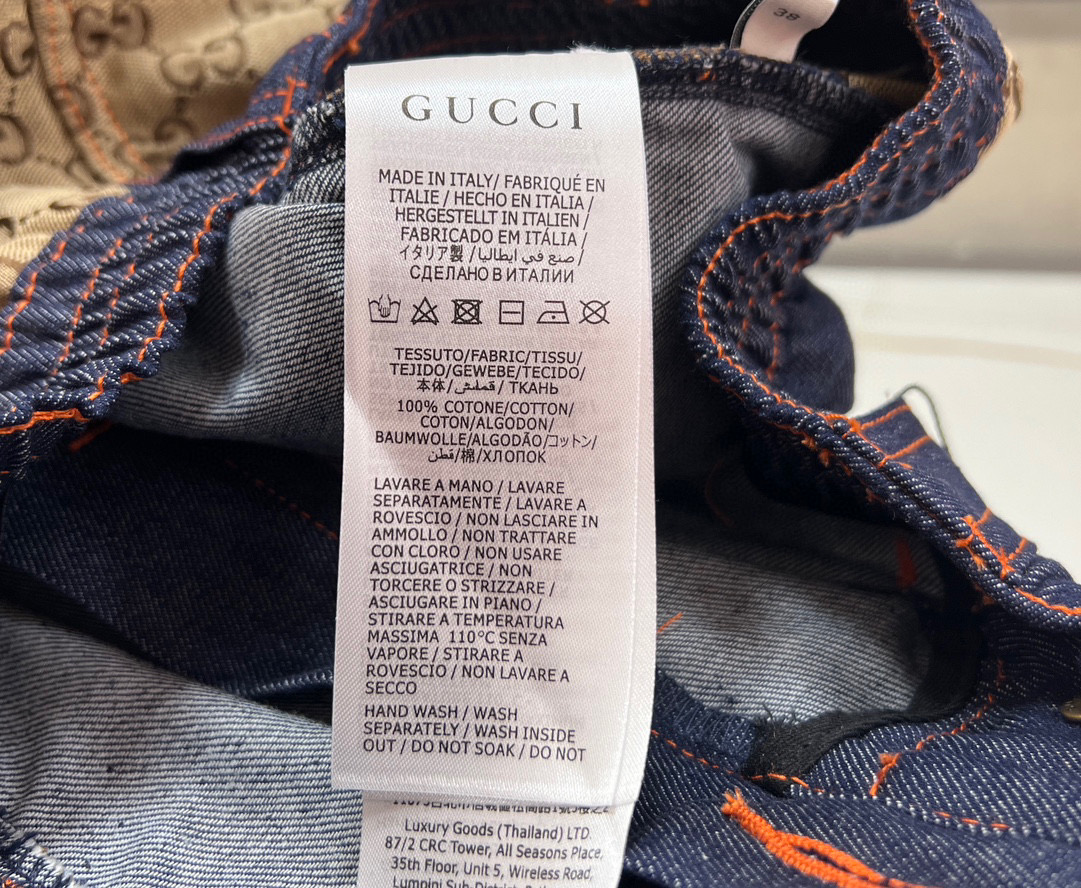 38
GUCCI
MADE IN ITALY/ FABRIQUÉ EN
ITALIE / HECHO EN ITALIA /
HERGESTELLT IN ITALIEN /
FABRICADO EM ITÁLIA /
イタリア製 / صنع في ايطاليا /
СДЕЛАНО В ИТАЛИИ
TESSUTO/FABRIC/TISSU/
TEJIDO/GEWEBE/TECIDO/
本体/قماش/ ТКАНЬ
100% COTONE/COTTON/
COTON/ALGODON/
BAUMWOLLE/ALGODÃO/コットン/
قطن/棉/ХЛОПОК
LAVARE A MANO / LAVARE
SEPARATAMENTE / LAVARE A
ROVESCIO / NON LASCIARE IN
AMMOLLO / NON TRATTARE
CON CLORO / NON USARE
ASCIUGATRICE / NON
TORCERE O STRIZZARE /
ASCIUGARE IN PIANO /
STIRARE A TEMPERATURA
MASSIMA 110°C SENZA
VAPORE / STIRARE A
ROVESCIO / NON LAVARE A
SECCO
HAND WASH / WASH
SEPARATELY / WASH INSIDE
OUT / DO NOT SOAK / DO NOT
Luxury Goods (Thailand) LTD.
87/2 CRC Tower, All Seasons Place,
35th Floor, Unit 5, Wireless Road,
Lumpini Sub-District